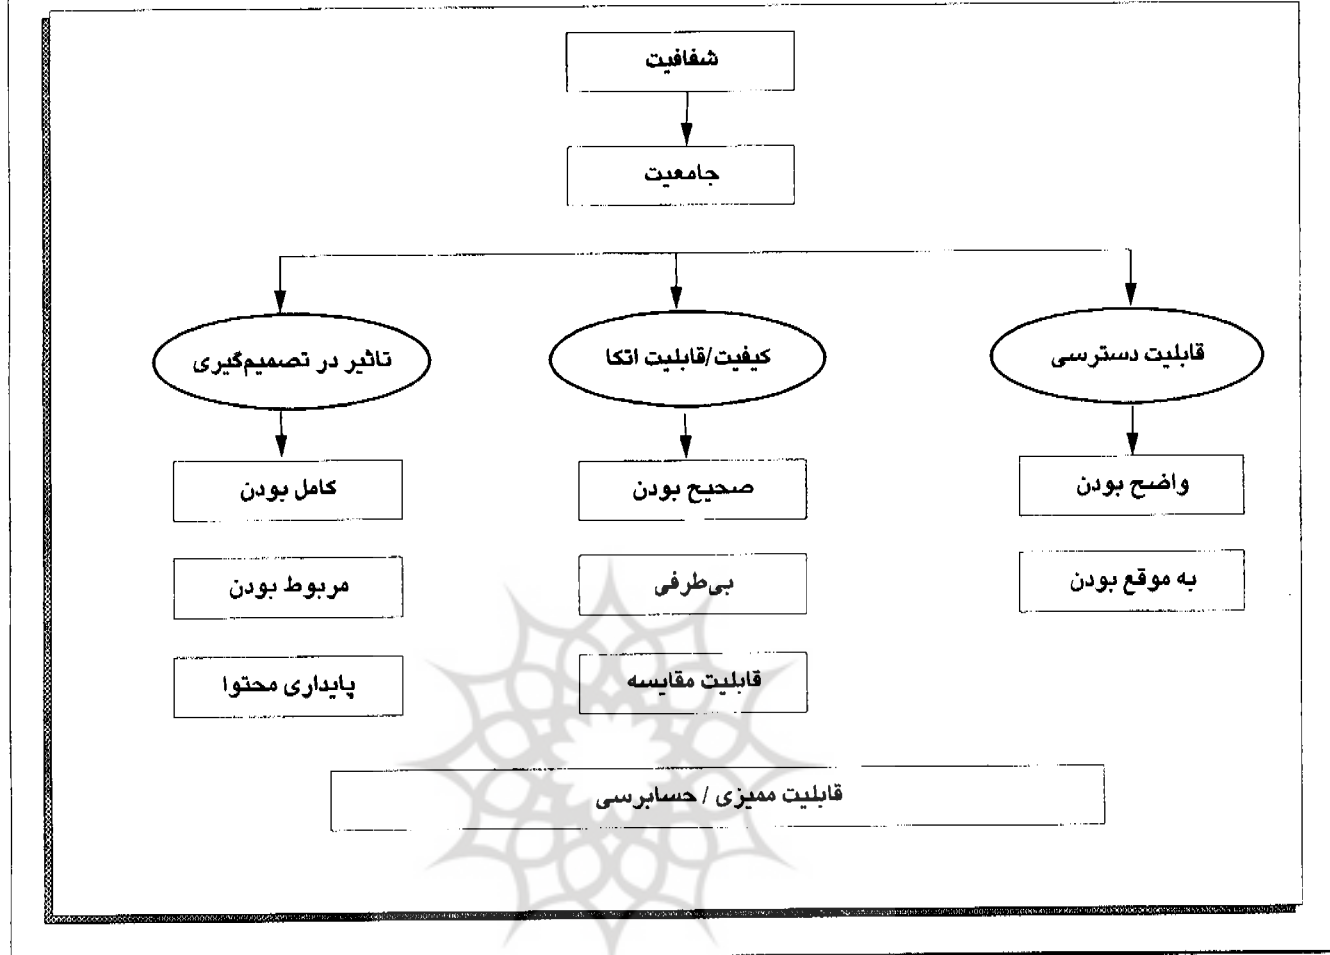 شفافیت
جامعیت
قابلیت دسترسی
کیفیت/قابلیت اتکا
تاثیر در تصمیم‌گیری
واضح بودن
صحیح بودن
کامل بودن
به موقع بودن
بی‌طرفی
مربوط بودن
قابلیت مقایسه
پایداری محتوا
قابلیت ممیزی / حسابرسی